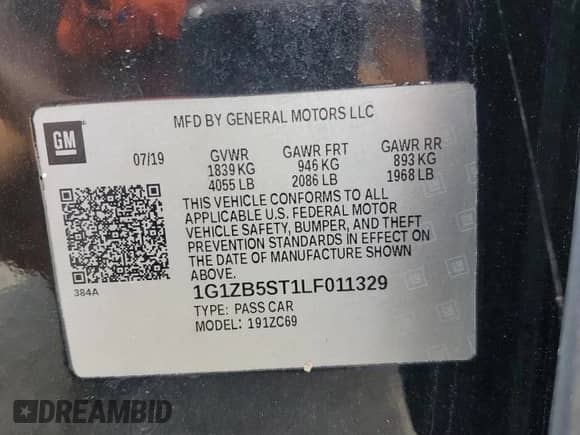 MFD BY GENERAL MOTORS LLC
GM
07/19 GVWR GAWR FRT GAWR RR
1839 KG 946 KG 893 KG
4055 LB 2086 LB 1968 LB
THIS VEHICLE CONFORMS TO ALL
APPLICABLE U.S. FEDERAL MOTOR
VEHICLE SAFETY, BUMPER, AND THEFT
PREVENTION STANDARDS IN EFFECT ON
THE DATE OF MANUFACTURE SHOWN
ABOVE.
384A
1G1ZB5ST1LF011329
TYPE: PASS CAR
MODEL: 191ZC69
DREAMBID